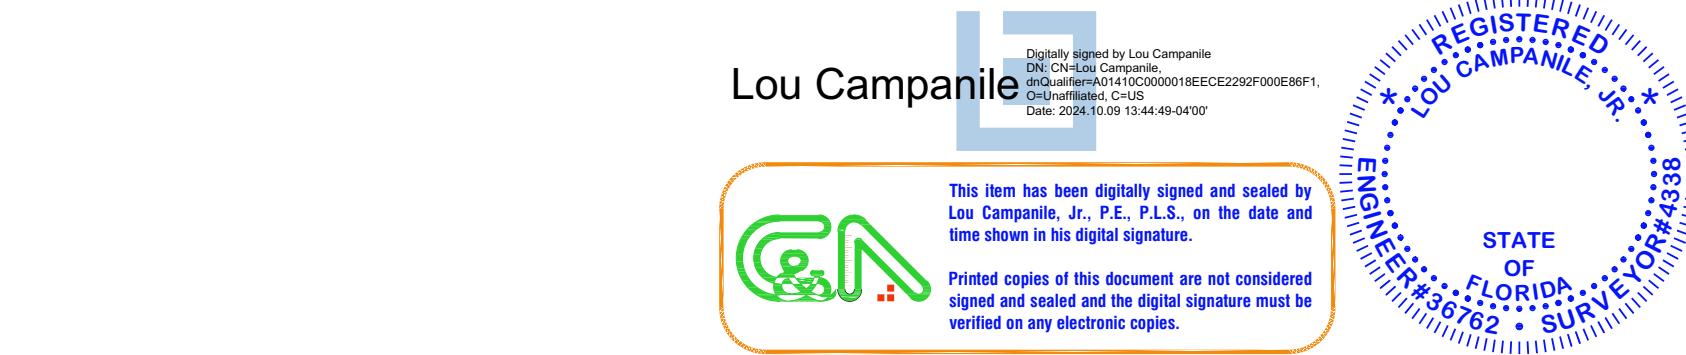 Lou Campanile
Digitally signed by Lou Campanile
DN: CN=Lou Campanile,
dnQualifier=A01410C0000018EECE2292F000E86F1,
O=Unaffiliated, C=US
Date: 2024.10.09 13:44:49-04'00'
This item has been digitally signed and sealed by
Lou Campanile, Jr., P.E., P.L.S., on the date and
time shown in his digital signature.
Printed copies of this document are not considered
signed and sealed and the digital signature must be
verified on any electronic copies.
C&A
REGISTERED
LOU CAMPANILE, JR.
STATE
OF
FLORIDA
ENGINEER#36762 • SURVEYOR#4338